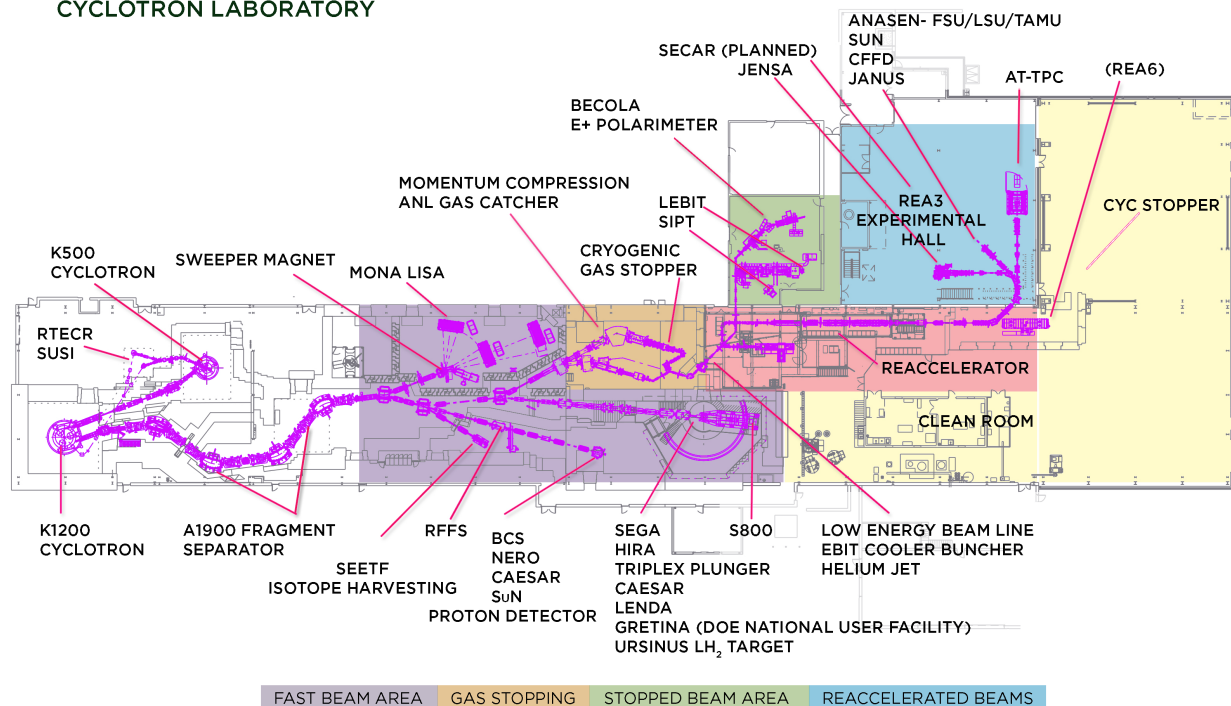 CYCLOTRON LABORATORY
ANASEN- FSU/LSU/TAMU
SUN
CFFD
JANUS
SECAR (PLANNED)
JENSA
AT-TPC
(REA6)
BECOLA
E+ POLARIMETER
MOMENTUM COMPRESSION
ANL GAS CATCHER
LEBIT
SIPT
REA3
EXPERIMENTAL
HALL
CYC STOPPER
K500
CYCLOTRON
SWEEPER MAGNET
MONA LISA
CRYOGENIC
GAS STOPPER
RTECR
SUSI
REACCELERATOR
CLEAN ROOM
K1200
CYCLOTRON
A1900 FRAGMENT
SEPARATOR
SEETF
ISOTOPE HARVESTING
RFFS
BCS
NERO
CAESAR
SuN
PROTON DETECTOR
SEGA
HIRA
TRIPLEX PLUNGER
CAESAR
LENDA
GRETINA (DOE NATIONAL USER FACILITY)
URSINUS LH₂ TARGET
S800
LOW ENERGY BEAM LINE
EBIT COOLER BUNCHER
HELIUM JET
FAST BEAM AREA
GAS STOPPING
STOPPED BEAM AREA
REACCELERATED BEAMS